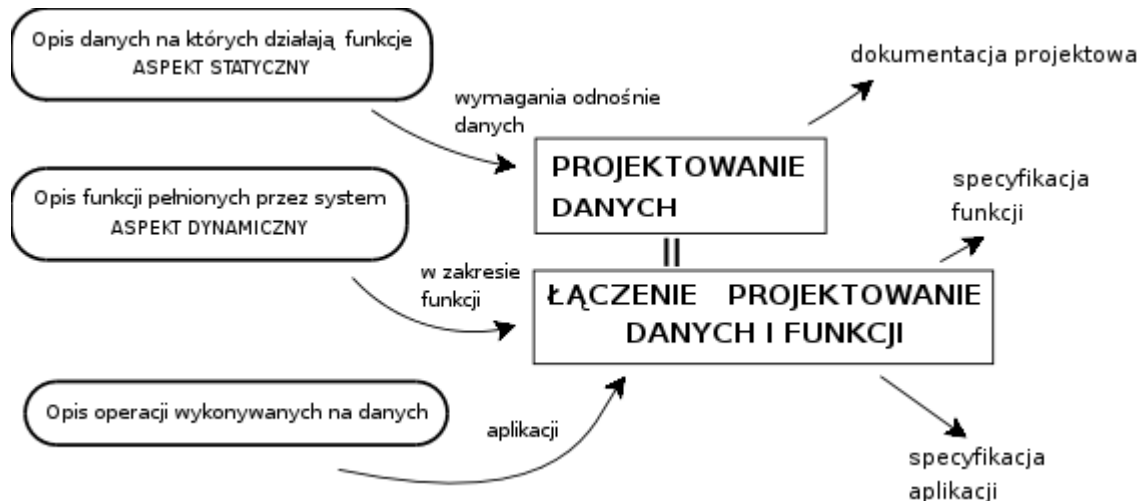 Opis danych na których działają funkcje
ASPEKT STATYCZNY
dokumentacja projektowa
wymagania odnośnie
danych
PROJEKTOWANIE
DANYCH
Opis funkcji pełnionych przez system
ASPEKT DYNAMICZNY
specyfikacja
funkcji
w zakresie
funkcji
ŁĄCZENIE PROJEKTOWANIE
DANYCH I FUNKCJI
Opis operacji wykonywanych na danych
aplikacji
specyfikacja
aplikacji